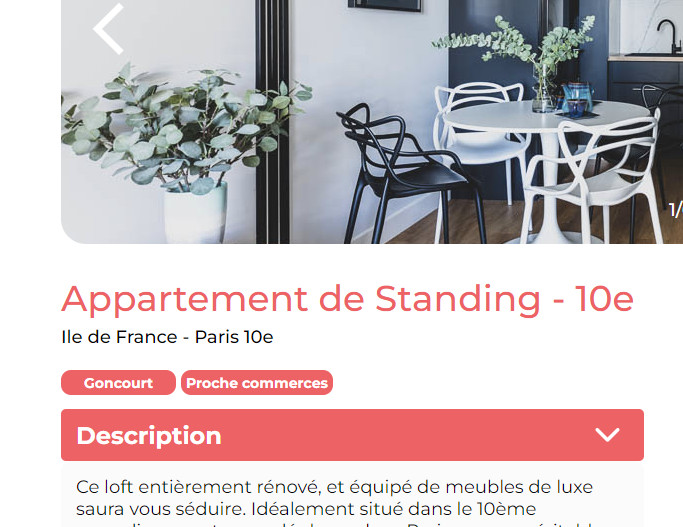 1/
Appartement de Standing - 10e
Ile de France - Paris 10e
Goncourt
Proche commerces
Description
Ce loft entièrement rénové, et équipé de meubles de luxe
saura vous séduire. Idéalement situé dans le 10ème